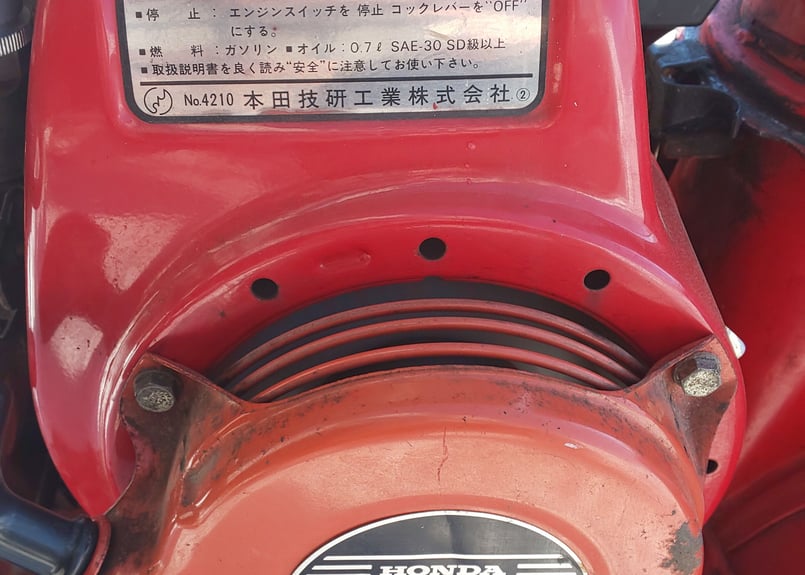 ■停　止：エンジンスイッチを 停止 コックレバーを“OFF”
にする。
■燃　料：ガソリン ■オイル：0.7ℓ SAE-30 SD級以上
■取扱説明書を良く読み“安全”に注意してお使い下さい。
No.4210 本田技研工業株式会社 ②
HONDA